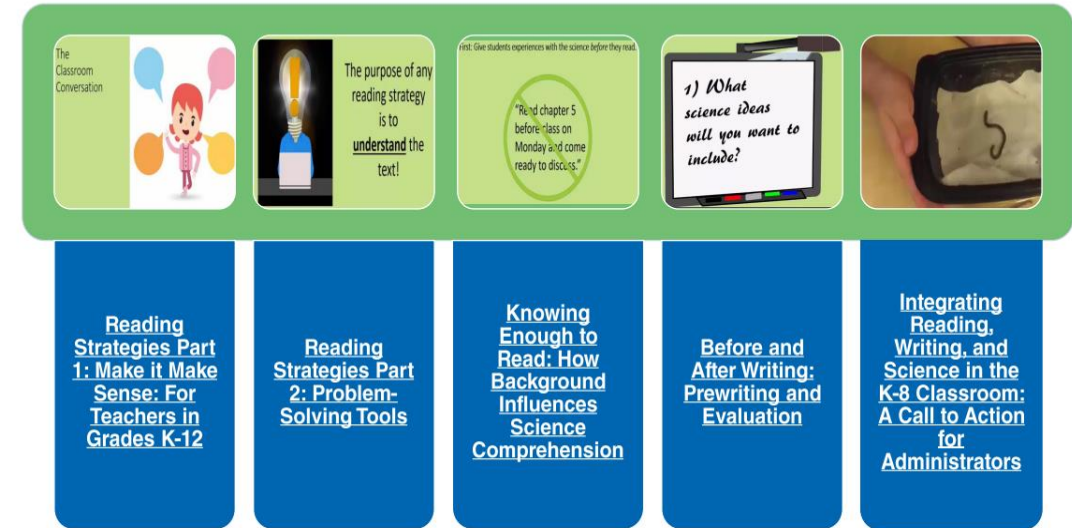 The
Classroom
Conversation
The purpose of any
reading strategy
is to
understand the
text!
First: Give students experiences with the science before they read.
"Read chapter 5
before class on
Monday and come
ready to discuss."
1) What
science ideas
will you want to
include?
Reading
Strategies Part
1: Make it Make
Sense: For
Teachers in
Grades K-12
Reading
Strategies Part
2: Problem-
Solving Tools
Knowing
Enough to
Read: How
Background
Influences
Science
Comprehension
Before and
After Writing:
Prewriting and
Evaluation
Integrating
Reading,
Writing, and
Science in the
K-8 Classroom:
A Call to Action
for
Administrators